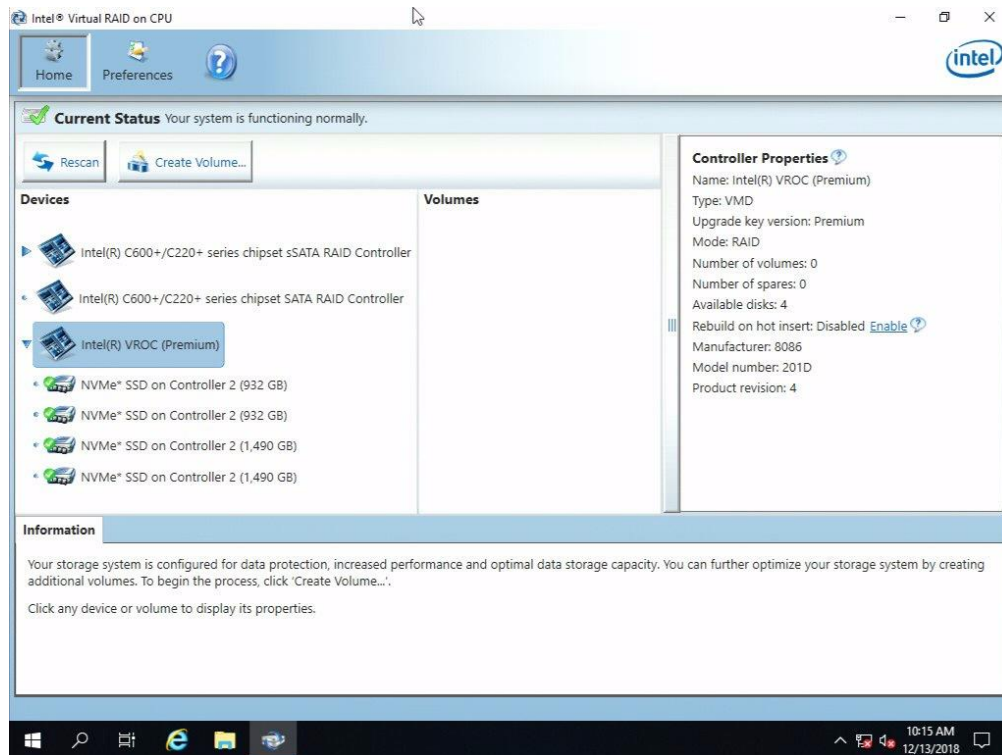 Intel® Virtual RAID on CPU
Home
Preferences
intel
Current Status Your system is functioning normally.
Rescan
Create Volume...
Devices
Intel(R) C600+/C220+ series chipset sSATA RAID Controller
Intel(R) C600+/C220+ series chipset SATA RAID Controller
Intel(R) VROC (Premium)
NVMe* SSD on Controller 2 (932 GB)
NVMe* SSD on Controller 2 (932 GB)
NVMe* SSD on Controller 2 (1,490 GB)
NVMe* SSD on Controller 2 (1,490 GB)
Volumes
Controller Properties
Name: Intel(R) VROC (Premium)
Type: VMD
Upgrade key version: Premium
Mode: RAID
Number of volumes: 0
Number of spares: 0
Available disks: 4
Rebuild on hot insert: Disabled Enable
Manufacturer: 8086
Model number: 201D
Product revision: 4
Information
Your storage system is configured for data protection, increased performance and optimal data storage capacity. You can further optimize your storage system by creating
additional volumes. To begin the process, click 'Create Volume...'.
Click any device or volume to display its properties.
10:15 AM
12/13/2018